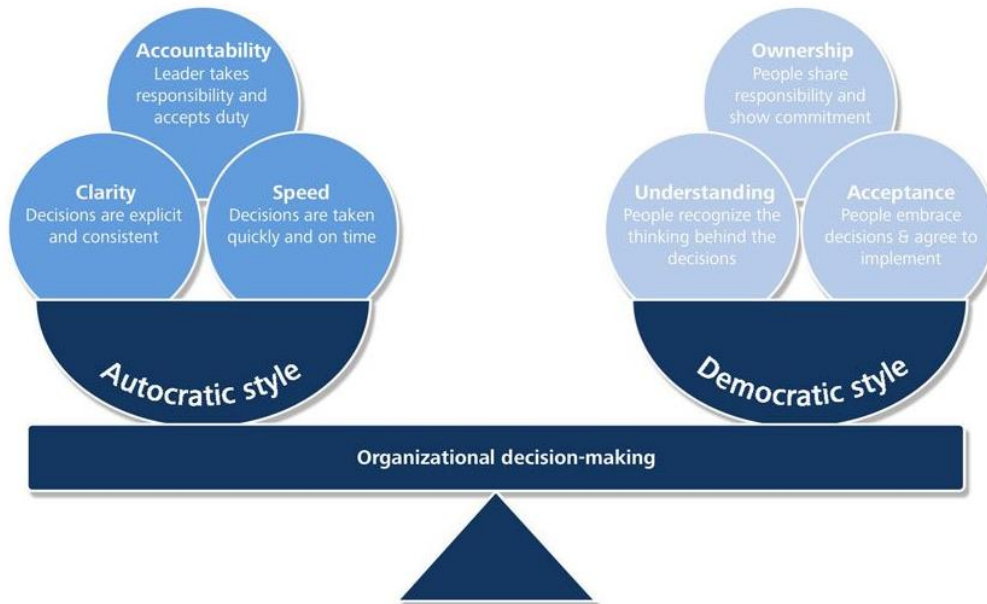 Accountability
Leader takes
responsibility and
accepts duty
Clarity
Decisions are explicit
and consistent
Speed
Decisions are taken
quickly and on time
Autocratic style
Ownership
People share
responsibility and
show commitment
Understanding
People recognize the
thinking behind the
decisions
Acceptance
People embrace
decisions & agree to
implement
Democratic style
Organizational decision-making